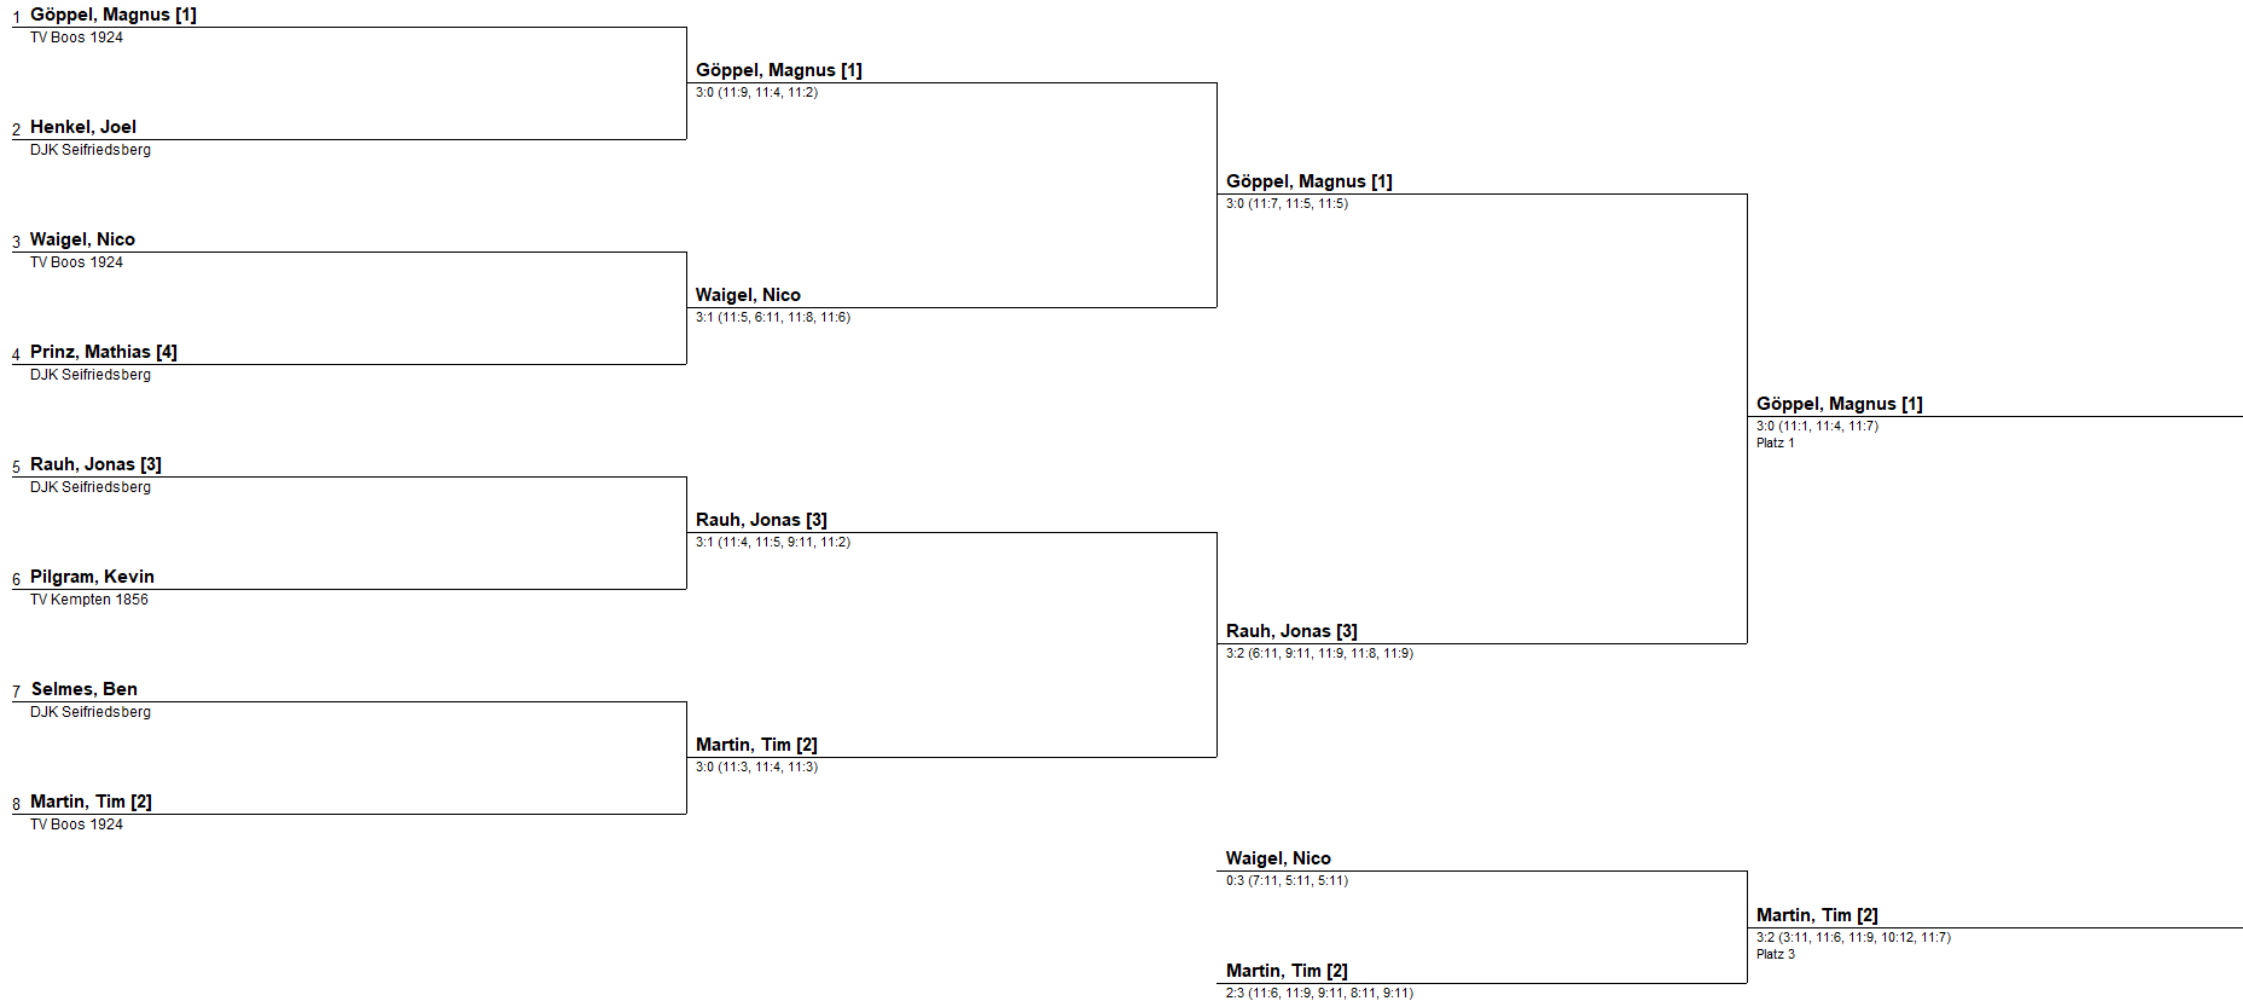 1 Göppel, Magnus [1]
TV Boos 1924
Göppel, Magnus [1]
3:0 (11:9, 11:4, 11:2)
2 Henkel, Joel
DJK Seifriedsberg
Göppel, Magnus [1]
3:0 (11:7, 11:5, 11:5)
3 Waigel, Nico
TV Boos 1924
Waigel, Nico
3:1 (11:5, 6:11, 11:8, 11:6)
4 Prinz, Mathias [4]
DJK Seifriedsberg
Göppel, Magnus [1]
3:0 (11:1, 11:4, 11:7)
Platz 1
5 Rauh, Jonas [3]
DJK Seifriedsberg
Rauh, Jonas [3]
3:1 (11:4, 11:5, 9:11, 11:2)
6 Pilgram, Kevin
TV Kempten 1856
Rauh, Jonas [3]
3:2 (6:11, 9:11, 11:9, 11:8, 11:9)
7 Selmes, Ben
DJK Seifriedsberg
Martin, Tim [2]
3:0 (11:3, 11:4, 11:3)
8 Martin, Tim [2]
TV Boos 1924
Waigel, Nico
0:3 (7:11, 5:11, 5:11)
Martin, Tim [2]
3:2 (3:11, 11:6, 11:9, 10:12, 11:7)
Platz 3
Martin, Tim [2]
2:3 (11:6, 11:9, 9:11, 8:11, 9:11)